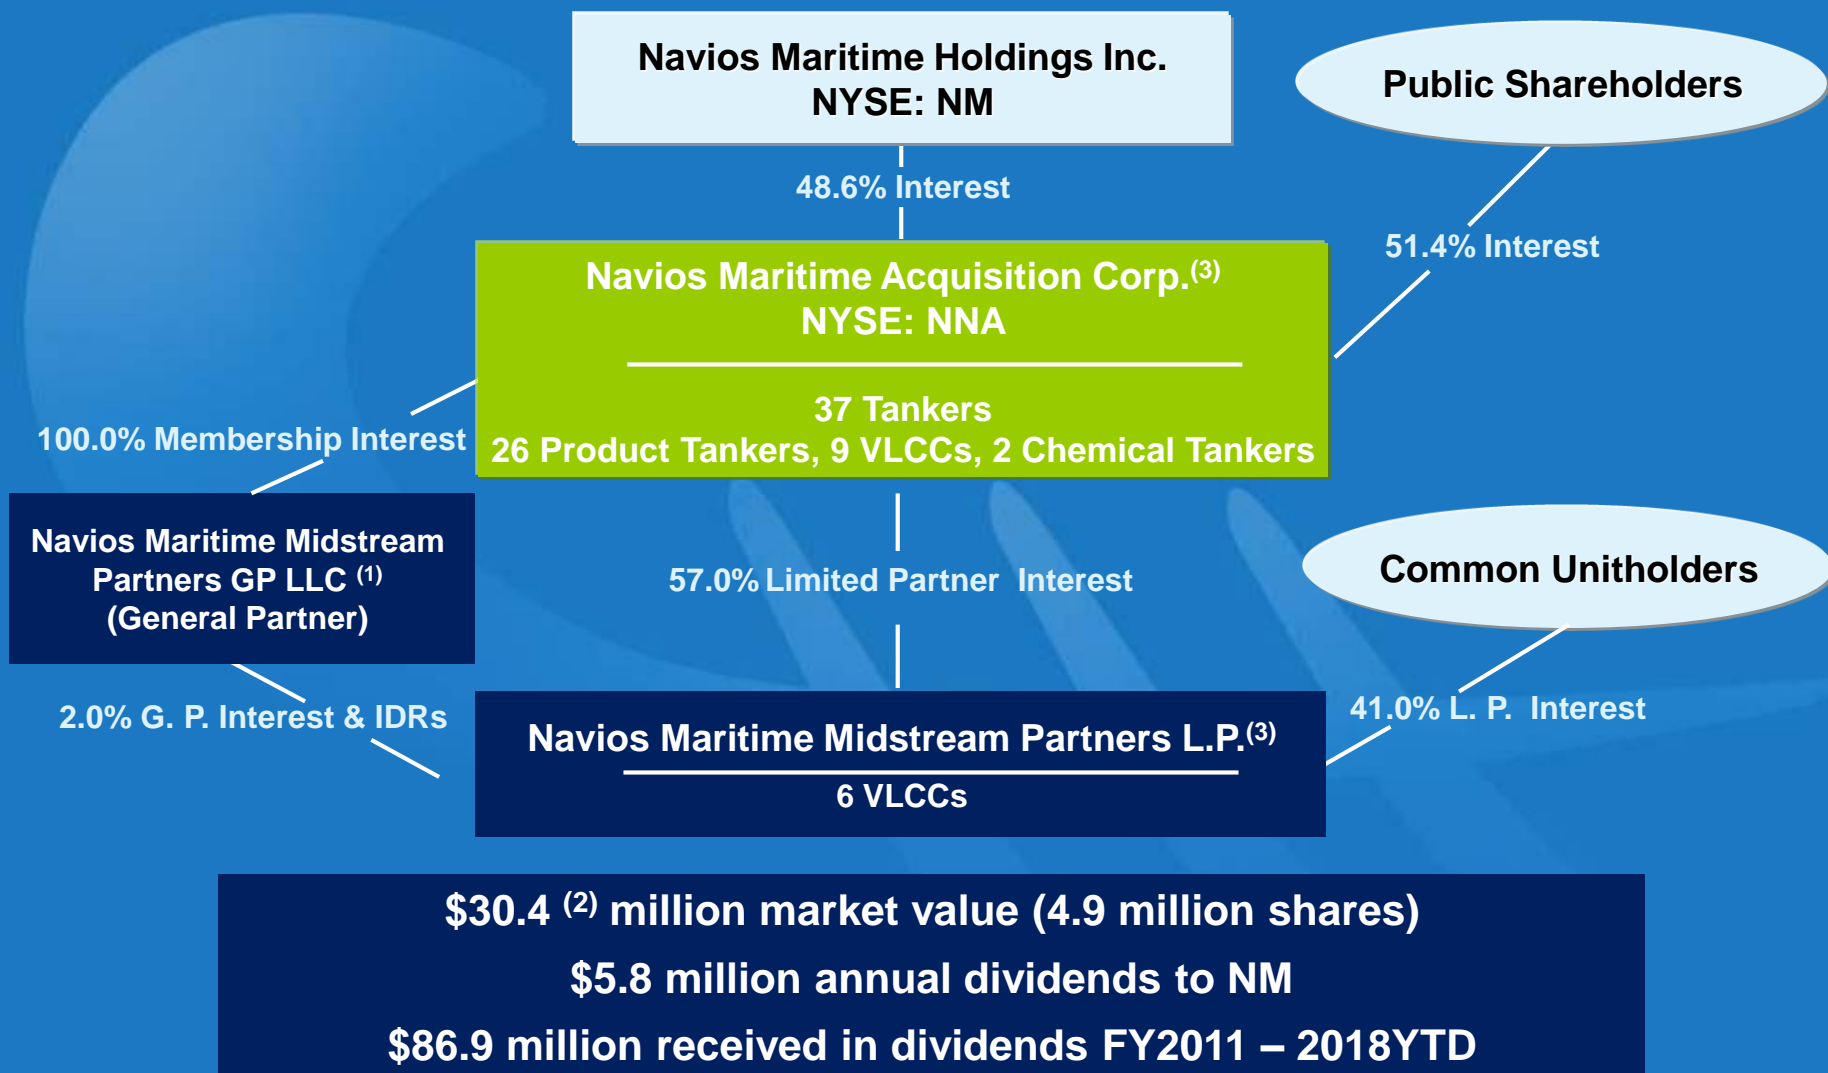 Navios Maritime Holdings Inc.
NYSE: NM
Public Shareholders
48.6% Interest
51.4% Interest
Navios Maritime Acquisition Corp.(3)
NYSE: NNA
37 Tankers
26 Product Tankers, 9 VLCCs, 2 Chemical Tankers
100.0% Membership Interest
Navios Maritime Midstream
Partners GP LLC (1)
(General Partner)
57.0% Limited Partner Interest
Common Unitholders
2.0% G. P. Interest & IDRs
41.0% L. P. Interest
Navios Maritime Midstream Partners L.P.(3)
6 VLCCs
$30.4 (2) million market value (4.9 million shares)
$5.8 million annual dividends to NM
$86.9 million received in dividends FY2011 – 2018YTD